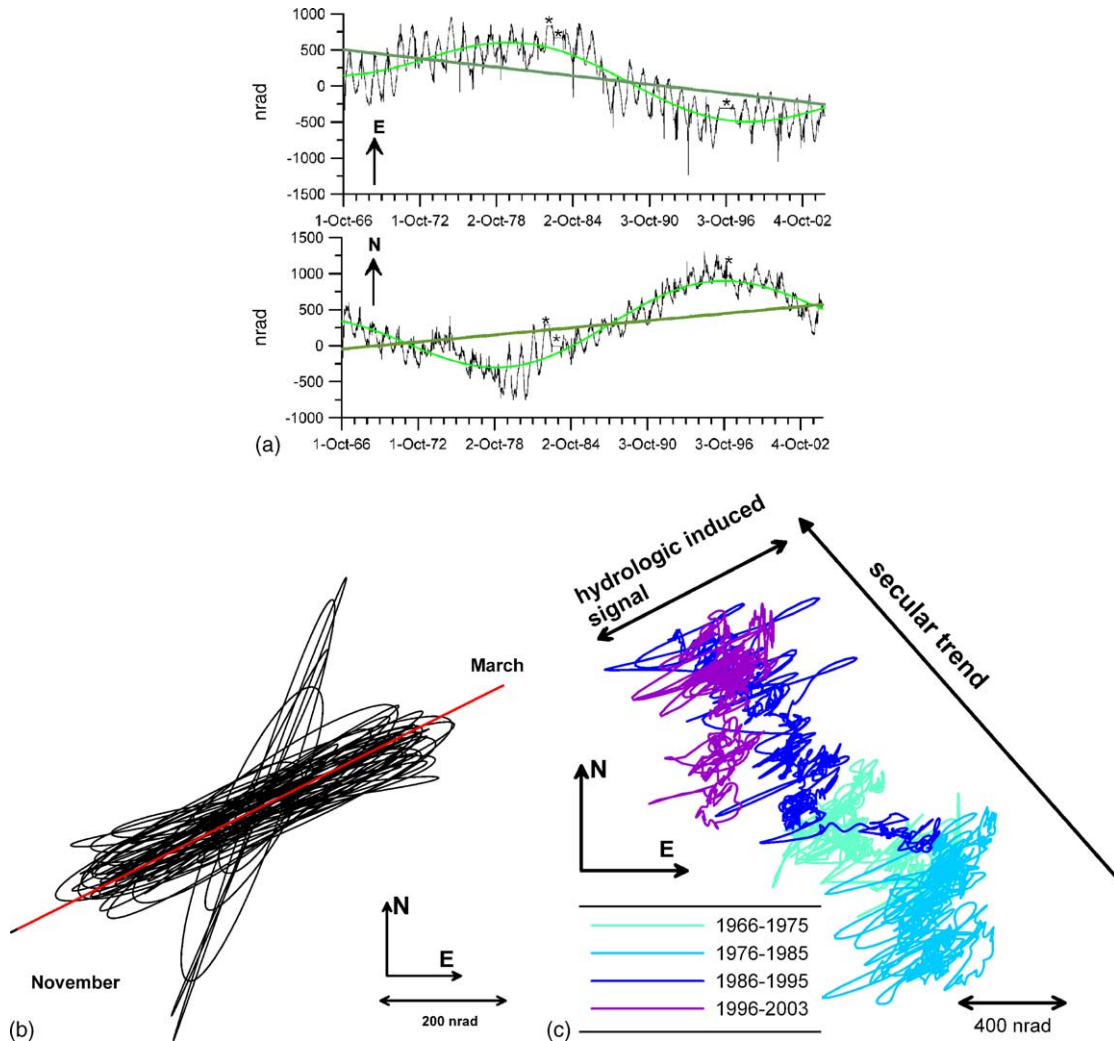 1000
500
0
-500
-1000
-1500
nrad
E
*
*
*
1-Oct-66 1-Oct-72 2-Oct-78 2-Oct-84 3-Oct-90 3-Oct-96 4-Oct-02
1500
1000
500
0
-500
-1000
nrad
N
*
*
*
1-Oct-66 1-Oct-72 2-Oct-78 2-Oct-84 3-Oct-90 3-Oct-96 4-Oct-02
(a)
March
November
N
E
200 nrad
(b)
hydrologic induced
signal
secular trend
N
E
1966-1975
1976-1985
1986-1995
1996-2003
400 nrad
(c)